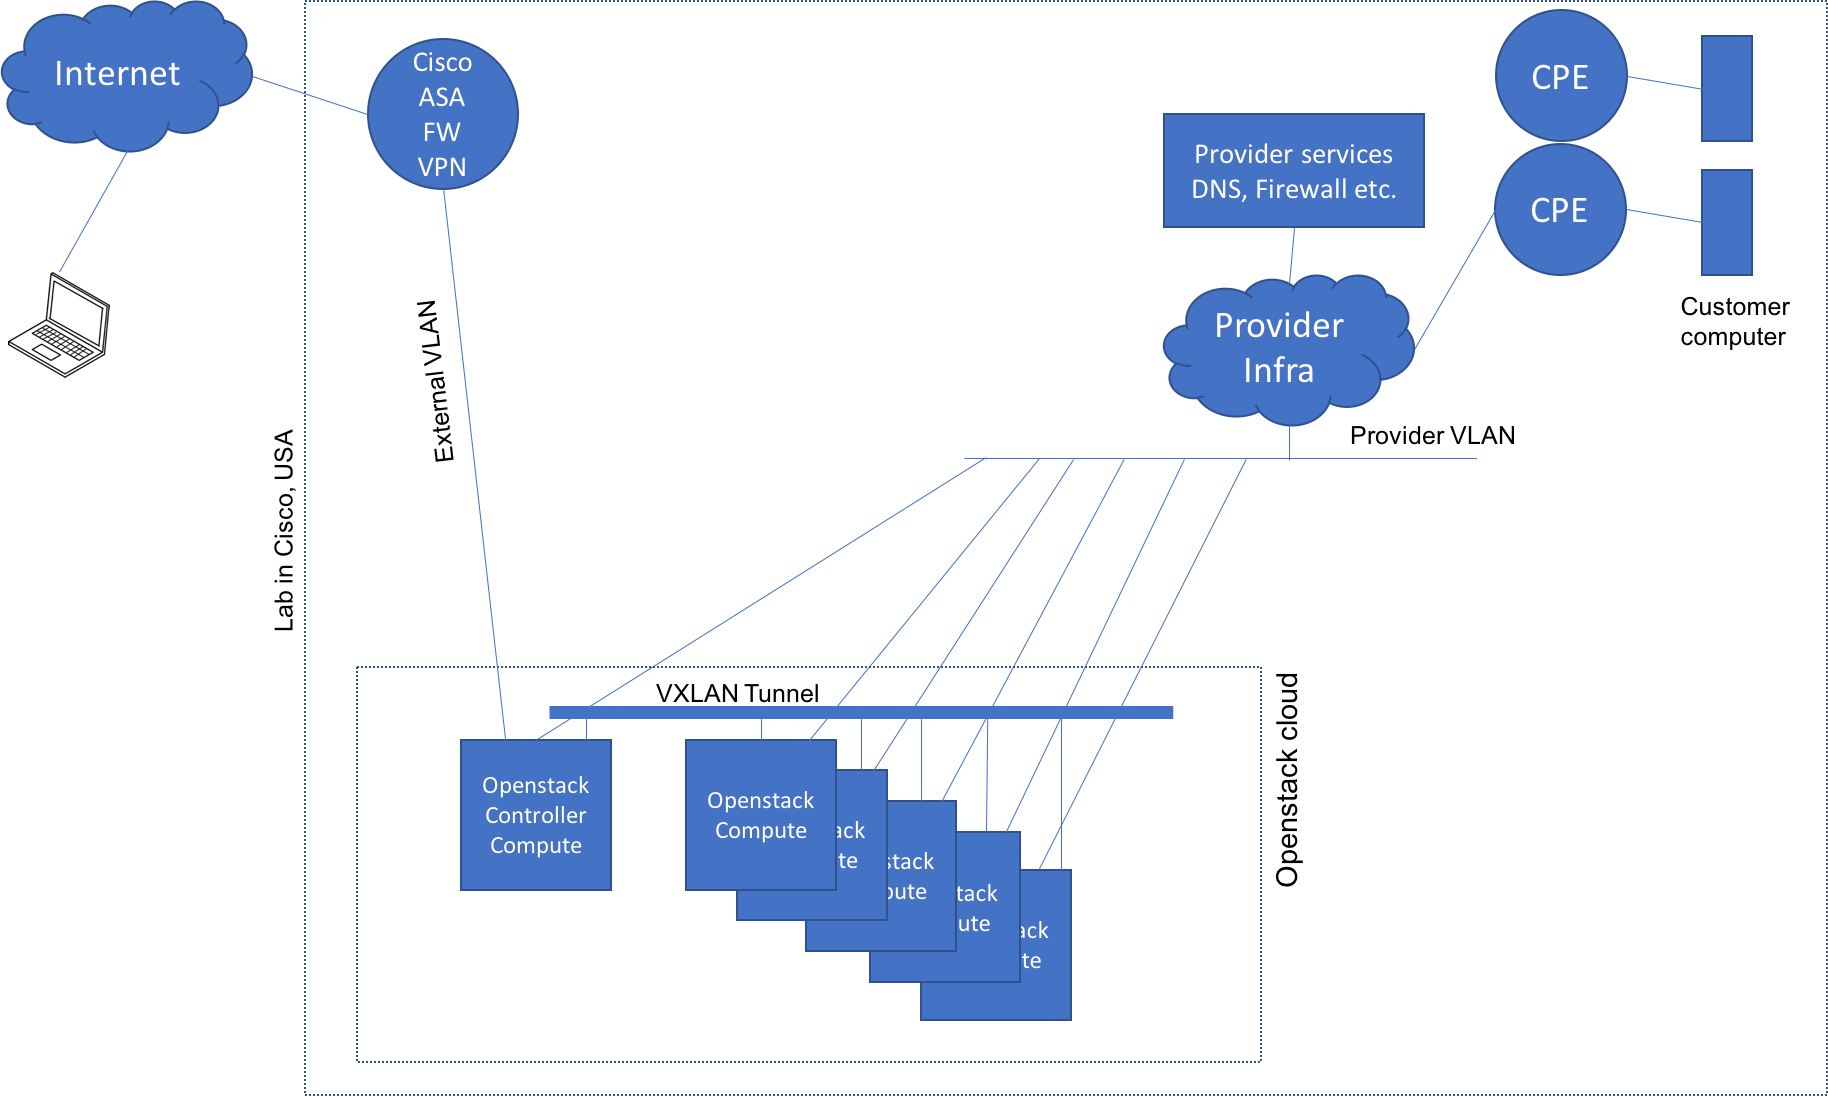 Internet
Cisco
ASA
FW
VPN
CPE
CPE
Provider services
DNS, Firewall etc.
Customer
computer
Provider
Infra
Provider VLAN
External VLAN
Lab in Cisco, USA
VXLAN Tunnel
Openstack cloud
Openstack
Controller
Compute
Openstack
Compute
ack
te
stack
oute
tack
ute
ack
te